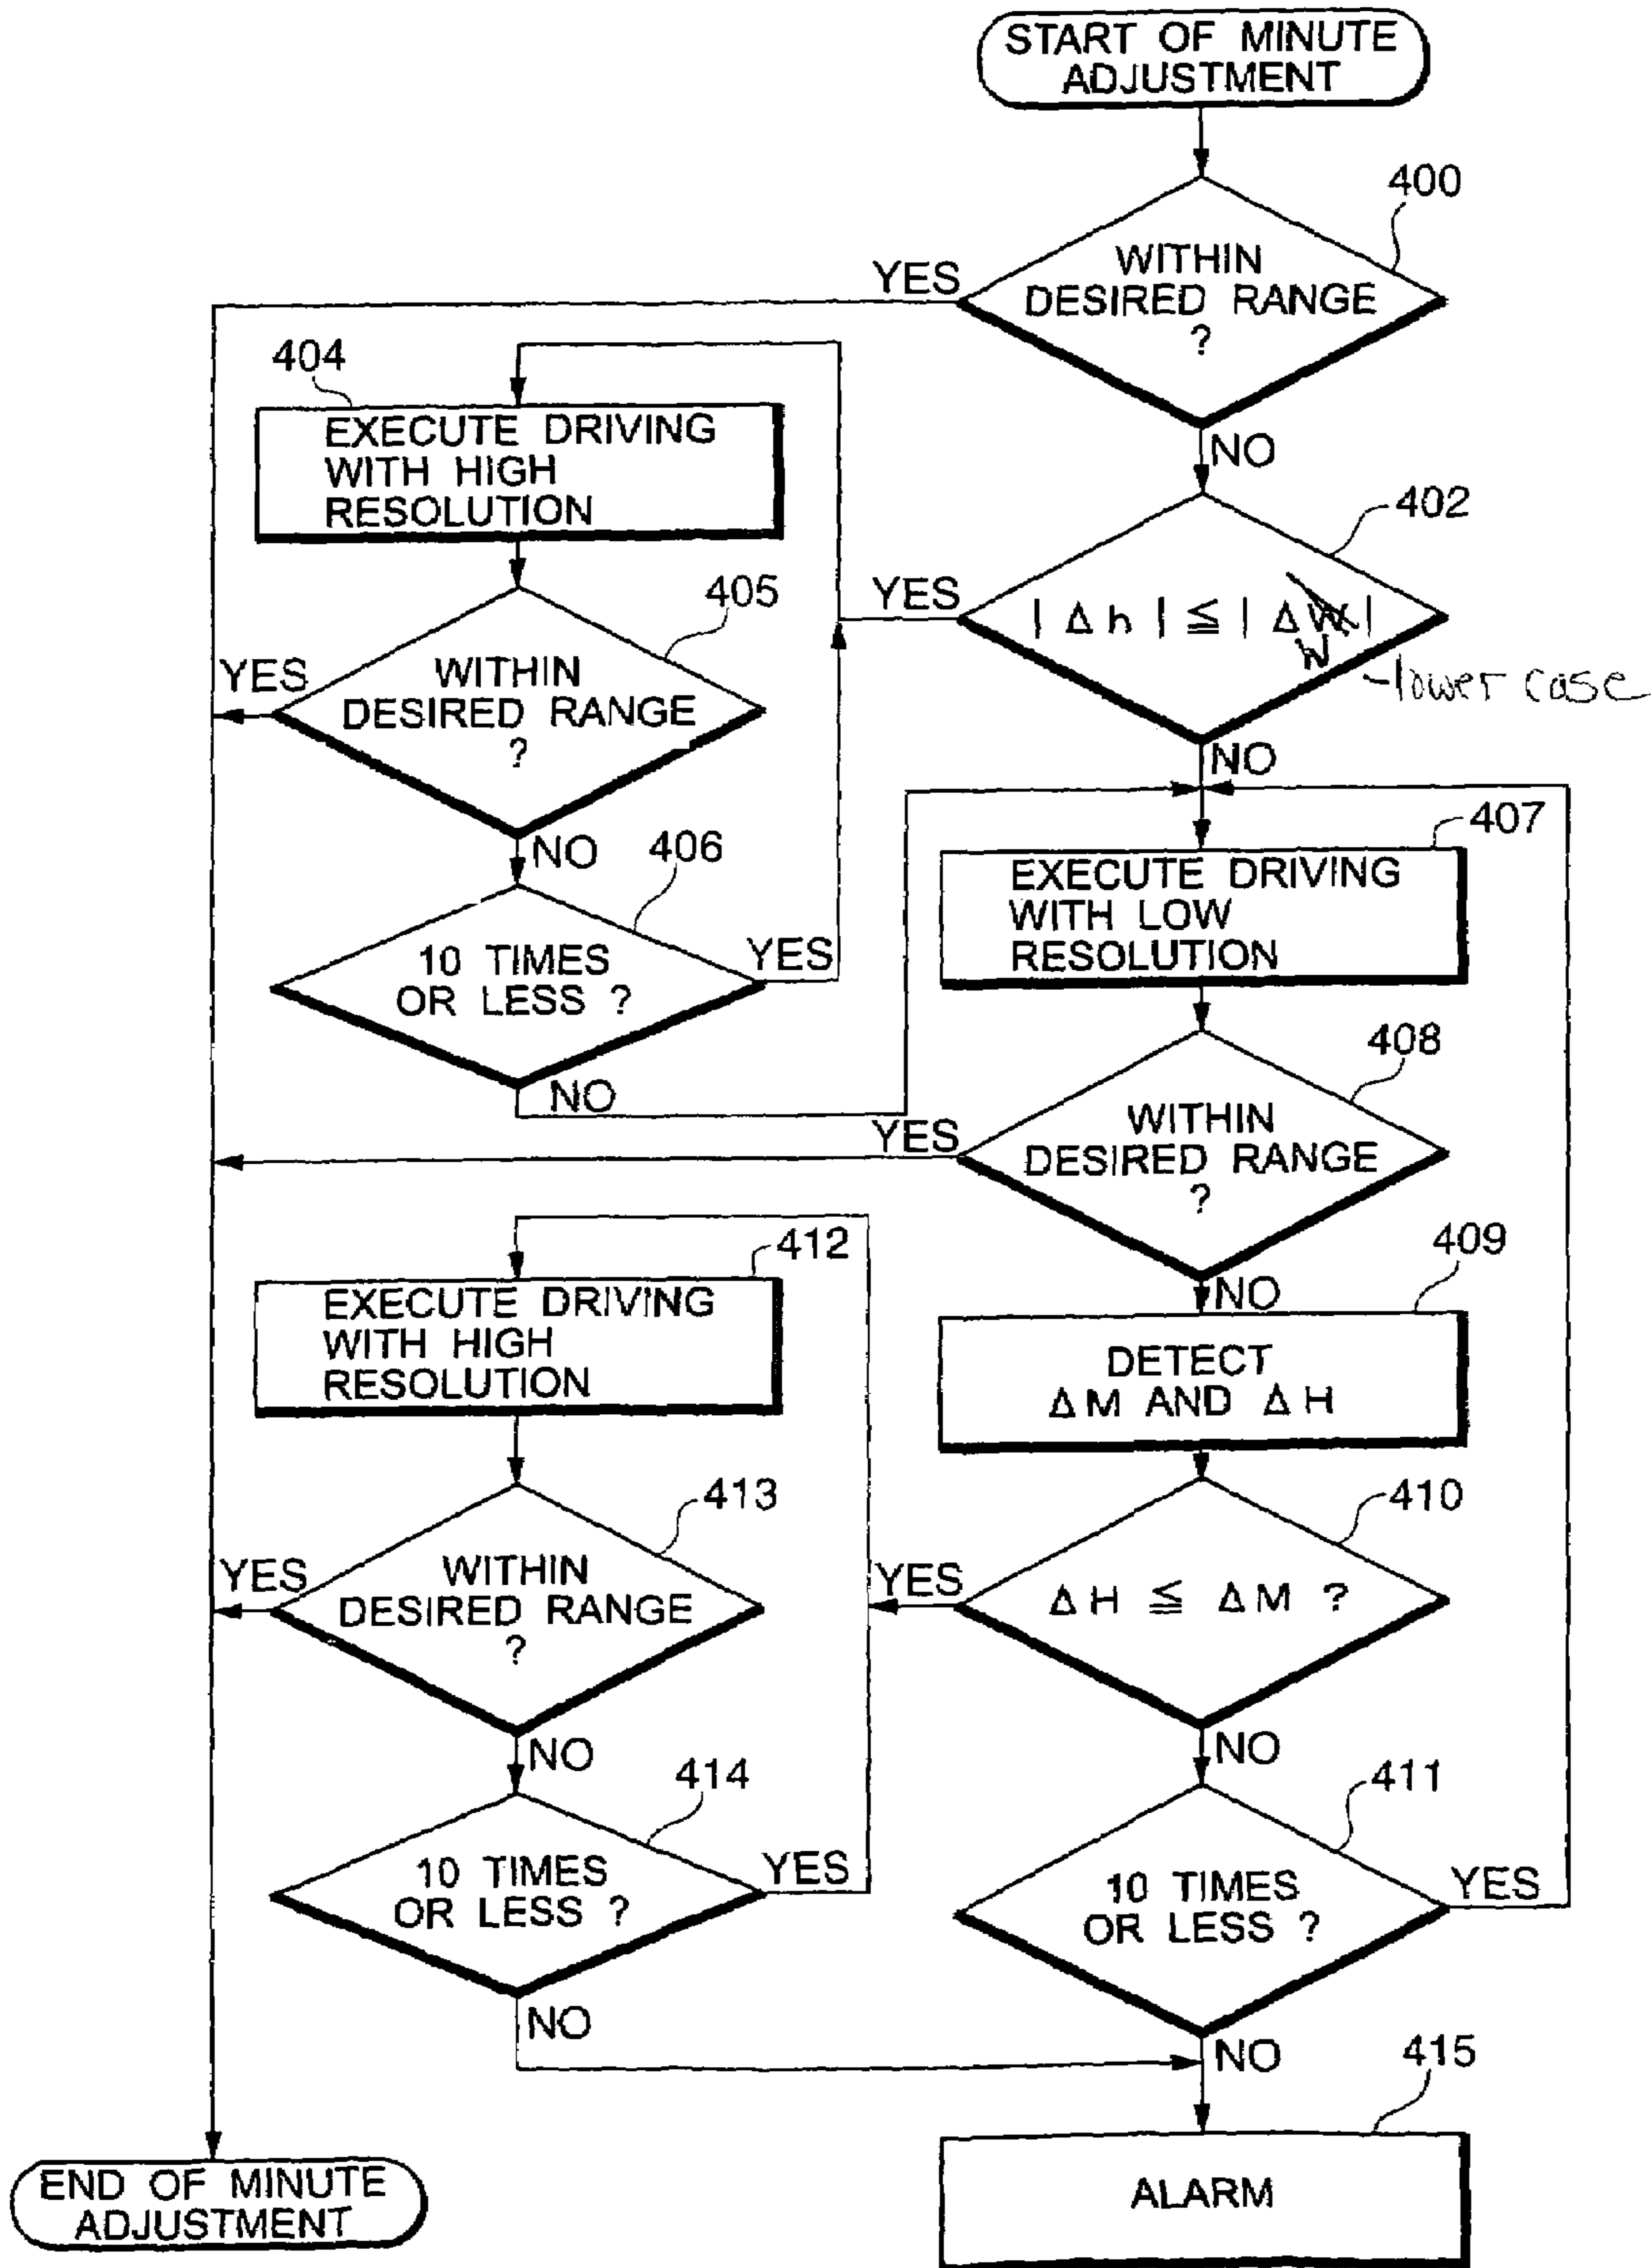 START OF MINUTE
ADJUSTMENT
400
WITHIN
DESIRED RANGE
?
YES
NO
402
| Δh | ≦ | Δ |
lower case
YES
NO
404
EXECUTE DRIVING
WITH HIGH
RESOLUTION
405
WITHIN
DESIRED RANGE
?
YES
NO
406
10 TIMES
OR LESS ?
YES
NO
407
EXECUTE DRIVING
WITH LOW
RESOLUTION
408
WITHIN
DESIRED RANGE
?
YES
NO
409
DETECT
ΔM AND ΔH
410
ΔH ≦ ΔM ?
YES
NO
411
10 TIMES
OR LESS ?
YES
NO
412
EXECUTE DRIVING
WITH HIGH
RESOLUTION
413
WITHIN
DESIRED RANGE
?
YES
NO
414
10 TIMES
OR LESS ?
YES
NO
415
ALARM
END OF MINUTE
ADJUSTMENT